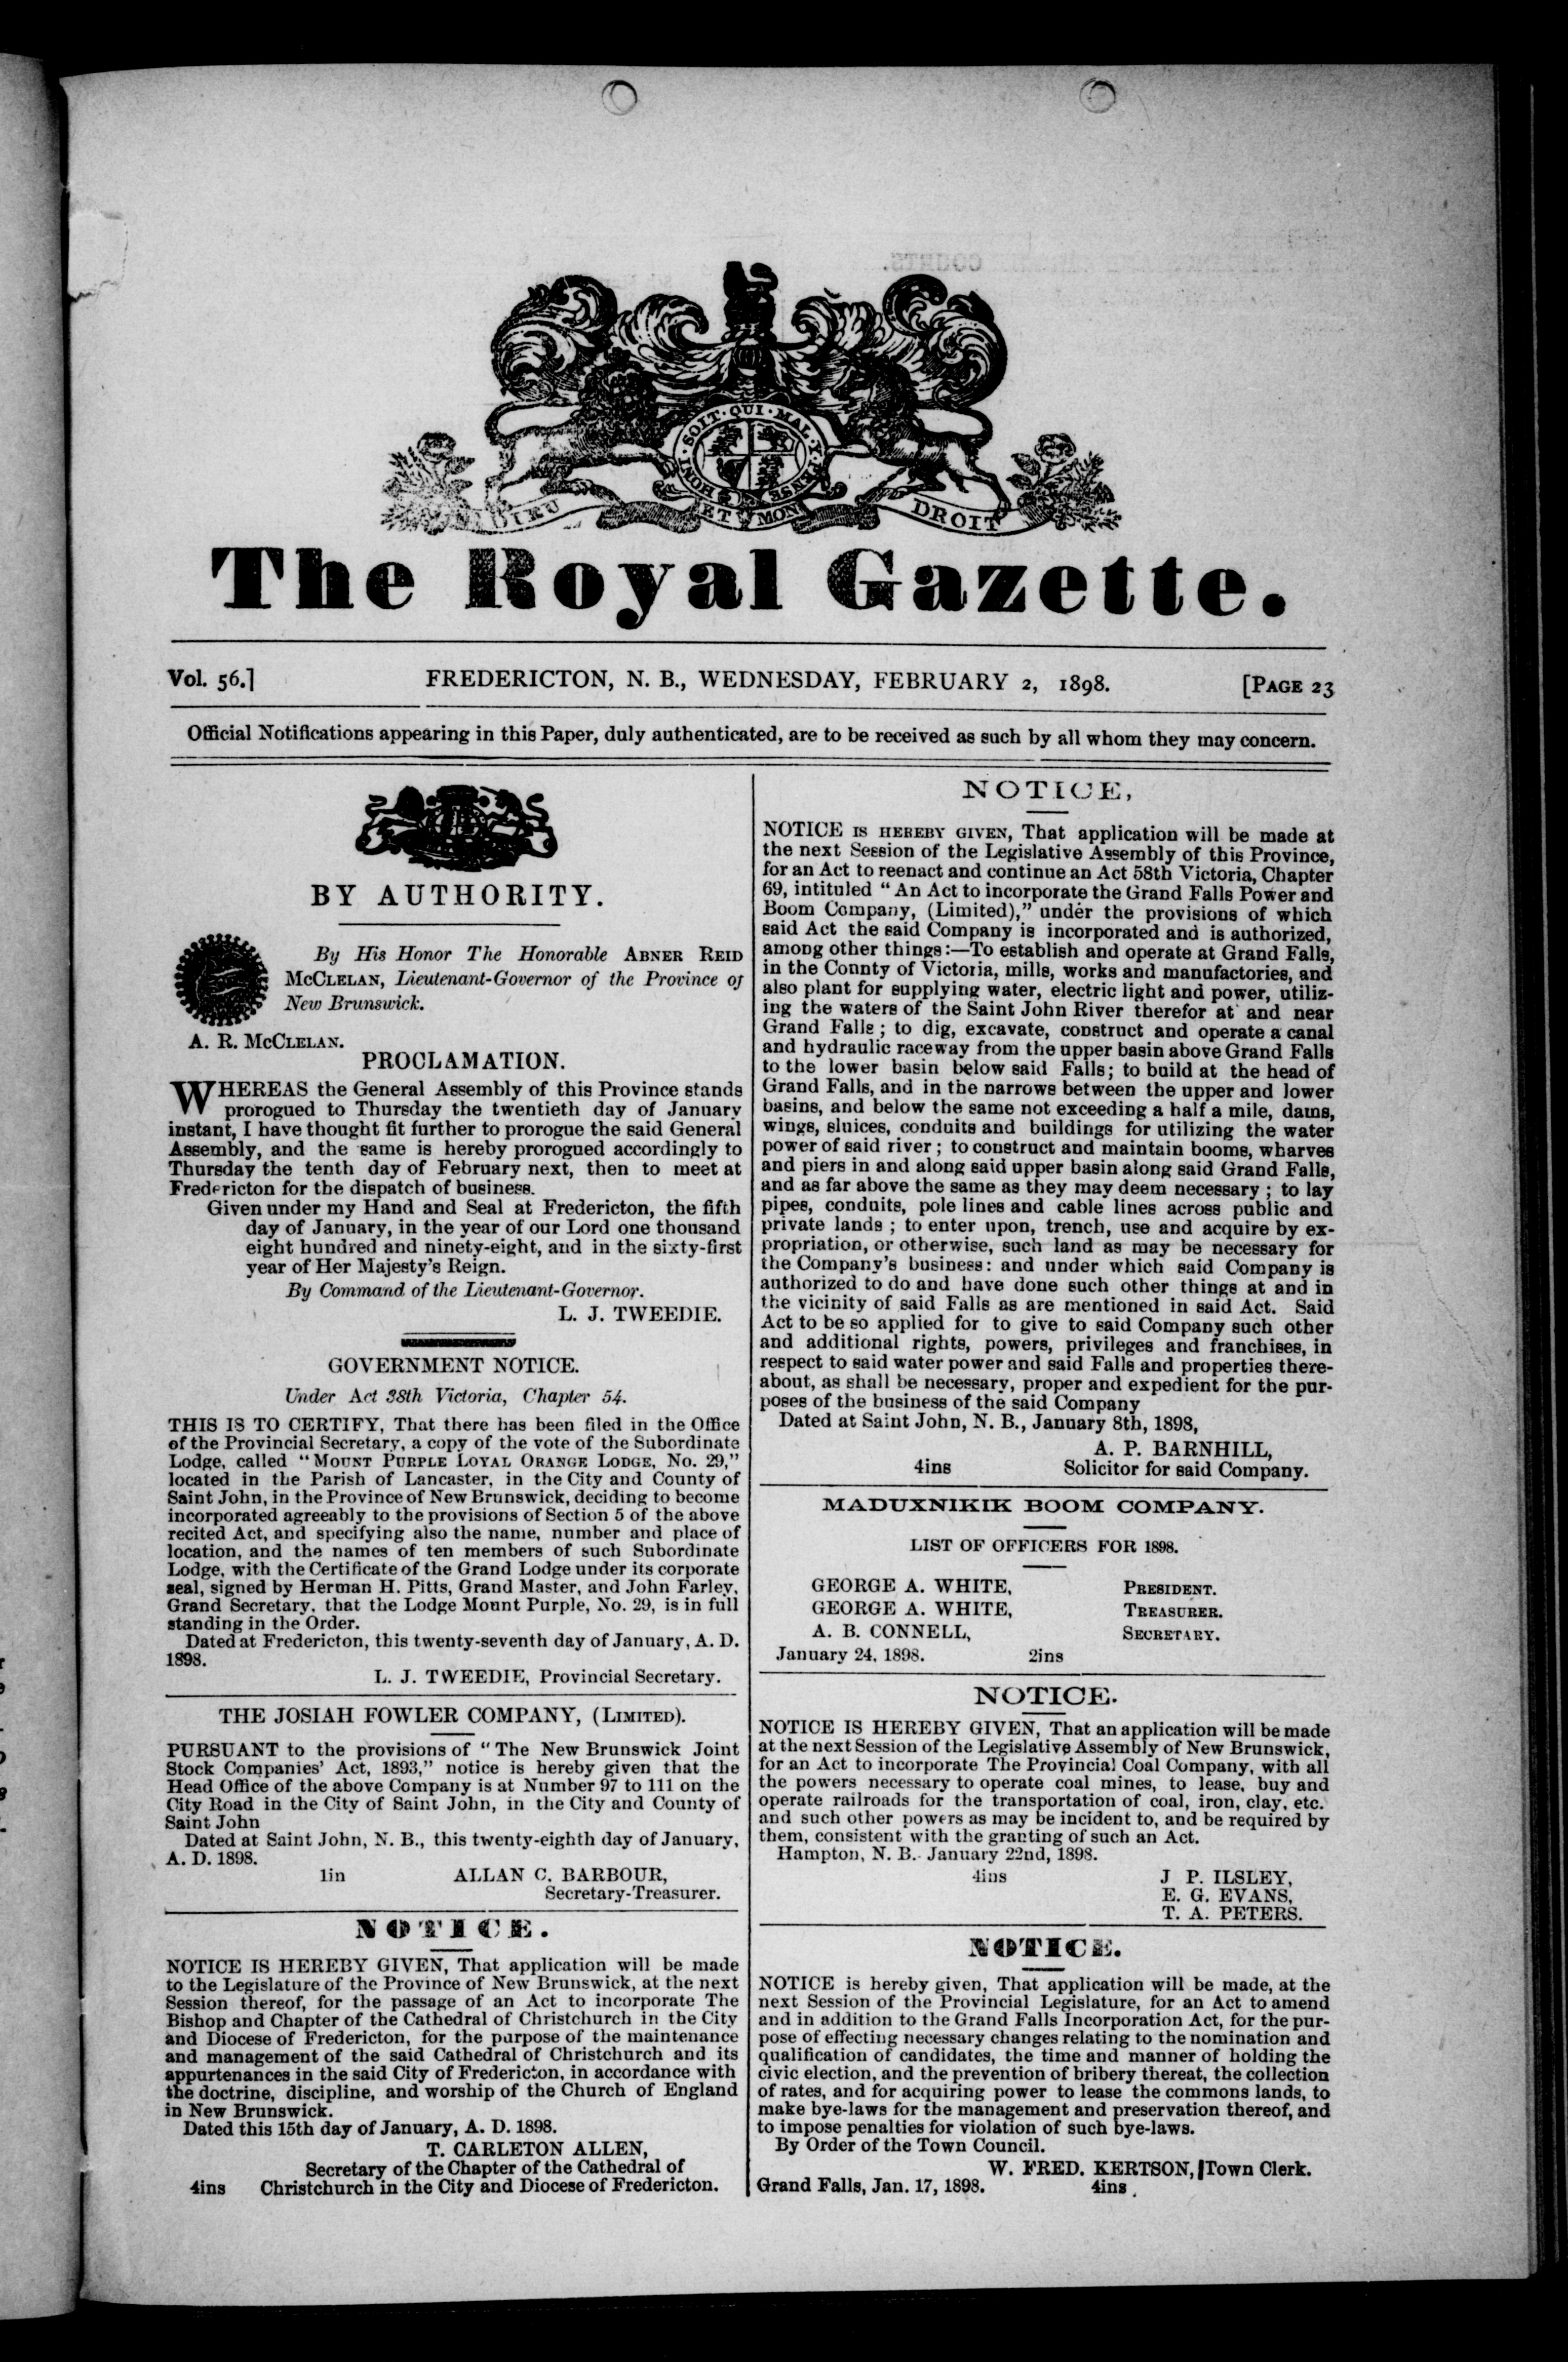 HONI · SOIT · QUI · MAL · Y · PENSE
DIEU ET MON DROIT
The Royal Gazette.
Vol. 56.] FREDERICTON, N. B., WEDNESDAY, FEBRUARY 2, 1898. [PAGE 23
Official Notifications appearing in this Paper, duly authenticated, are to be received as such by all whom they may concern.
BY AUTHORITY.
By His Honor The Honorable ABNER REID
MCCLELAN, Lieutenant-Governor of the Province of
New Brunswick.
A. R. MCCLELAN.
PROCLAMATION.
WHEREAS the General Assembly of this Province stands
prorogued to Thursday the twentieth day of January
instant, I have thought fit further to prorogue the said General
Assembly, and the same is hereby prorogued accordingly to
Thursday the tenth day of February next, then to meet at
Fredericton for the dispatch of business.
Given under my Hand and Seal at Fredericton, the fifth
day of January, in the year of our Lord one thousand
eight hundred and ninety-eight, and in the sixty-first
year of Her Majesty's Reign.
By Command of the Lieutenant-Governor.
L. J. TWEEDIE.
GOVERNMENT NOTICE.
Under Act 38th Victoria, Chapter 54.
THIS IS TO CERTIFY, That there has been filed in the Office
of the Provincial Secretary, a copy of the vote of the Subordinate
Lodge, called "MOUNT PURPLE LOYAL ORANGE LODGE, No. 29,"
located in the Parish of Lancaster, in the City and County of
Saint John, in the Province of New Brunswick, deciding to become
incorporated agreeably to the provisions of Section 5 of the above
recited Act, and specifying also the name, number and place of
location, and the names of ten members of such Subordinate
Lodge, with the Certificate of the Grand Lodge under its corporate
seal, signed by Herman H. Pitts, Grand Master, and John Farley,
Grand Secretary, that the Lodge Mount Purple, No. 29, is in full
standing in the Order.
Dated at Fredericton, this twenty-seventh day of January, A. D.
1898.
L. J. TWEEDIE, Provincial Secretary.
THE JOSIAH FOWLER COMPANY, (LIMITED).
PURSUANT to the provisions of "The New Brunswick Joint
Stock Companies' Act, 1893," notice is hereby given that the
Head Office of the above Company is at Number 97 to 111 on the
City Road in the City of Saint John, in the City and County of
Saint John
Dated at Saint John, N. B., this twenty-eighth day of January,
A. D. 1898.
1in ALLAN C. BARBOUR,
Secretary-Treasurer.
NOTICE.
NOTICE IS HEREBY GIVEN, That application will be made
to the Legislature of the Province of New Brunswick, at the next
Session thereof, for the passage of an Act to incorporate The
Bishop and Chapter of the Cathedral of Christchurch in the City
and Diocese of Fredericton, for the purpose of the maintenance
and management of the said Cathedral of Christchurch and its
appurtenances in the said City of Fredericton, in accordance with
the doctrine, discipline, and worship of the Church of England
in New Brunswick.
Dated this 15th day of January, A. D. 1898.
T. CARLETON ALLEN,
Secretary of the Chapter of the Cathedral of
4ins Christchurch in the City and Diocese of Fredericton.
NOTICE,
NOTICE IS HEREBY GIVEN, That application will be made at
the next Session of the Legislative Assembly of this Province,
for an Act to reenact and continue an Act 58th Victoria, Chapter
69, intituled "An Act to incorporate the Grand Falls Power and
Boom Company, (Limited)," under the provisions of which
said Act the said Company is incorporated and is authorized,
among other things:—To establish and operate at Grand Falls,
in the County of Victoria, mills, works and manufactories, and
also plant for supplying water, electric light and power, utiliz-
ing the waters of the Saint John River therefor at and near
Grand Falls; to dig, excavate, construct and operate a canal
and hydraulic raceway from the upper basin above Grand Falls
to the lower basin below said Falls; to build at the head of
Grand Falls, and in the narrows between the upper and lower
basins, and below the same not exceeding a half a mile, dams,
wings, sluices, conduits and buildings for utilizing the water
power of said river; to construct and maintain booms, wharves
and piers in and along said upper basin along said Grand Falls,
and as far above the same as they may deem necessary; to lay
pipes, conduits, pole lines and cable lines across public and
private lands; to enter upon, trench, use and acquire by ex-
propriation, or otherwise, such land as may be necessary for
the Company's business: and under which said Company is
authorized to do and have done such other things at and in
the vicinity of said Falls as are mentioned in said Act. Said
Act to be so applied for to give to said Company such other
and additional rights, powers, privileges and franchises, in
respect to said water power and said Falls and properties there-
about, as shall be necessary, proper and expedient for the pur-
poses of the business of the said Company
Dated at Saint John, N. B., January 8th, 1898,
A. P. BARNHILL,
4ins Solicitor for said Company.
MADUXNIKIK BOOM COMPANY.
LIST OF OFFICERS FOR 1898.
GEORGE A. WHITE, PRESIDENT.
GEORGE A. WHITE, TREASURER.
A. B. CONNELL, SECRETARY.
January 24, 1898. 2ins
NOTICE.
NOTICE IS HEREBY GIVEN, That an application will be made
at the next Session of the Legislative Assembly of New Brunswick,
for an Act to incorporate The Provincial Coal Company, with all
the powers necessary to operate coal mines, to lease, buy and
operate railroads for the transportation of coal, iron, clay, etc.
and such other powers as may be incident to, and be required by
them, consistent with the granting of such an Act.
Hampton, N. B. January 22nd, 1898.
4ins J P. ILSLEY,
E. G. EVANS,
T. A. PETERS.
NOTICE.
NOTICE is hereby given, That application will be made, at the
next Session of the Provincial Legislature, for an Act to amend
and in addition to the Grand Falls Incorporation Act, for the pur-
pose of effecting necessary changes relating to the nomination and
qualification of candidates, the time and manner of holding the
civic election, and the prevention of bribery thereat, the collection
of rates, and for acquiring power to lease the commons lands, to
make bye-laws for the management and preservation thereof, and
to impose penalties for violation of such bye-laws.
By Order of the Town Council.
W. FRED. KERTSON, Town Clerk.
Grand Falls, Jan. 17, 1898. 4ins